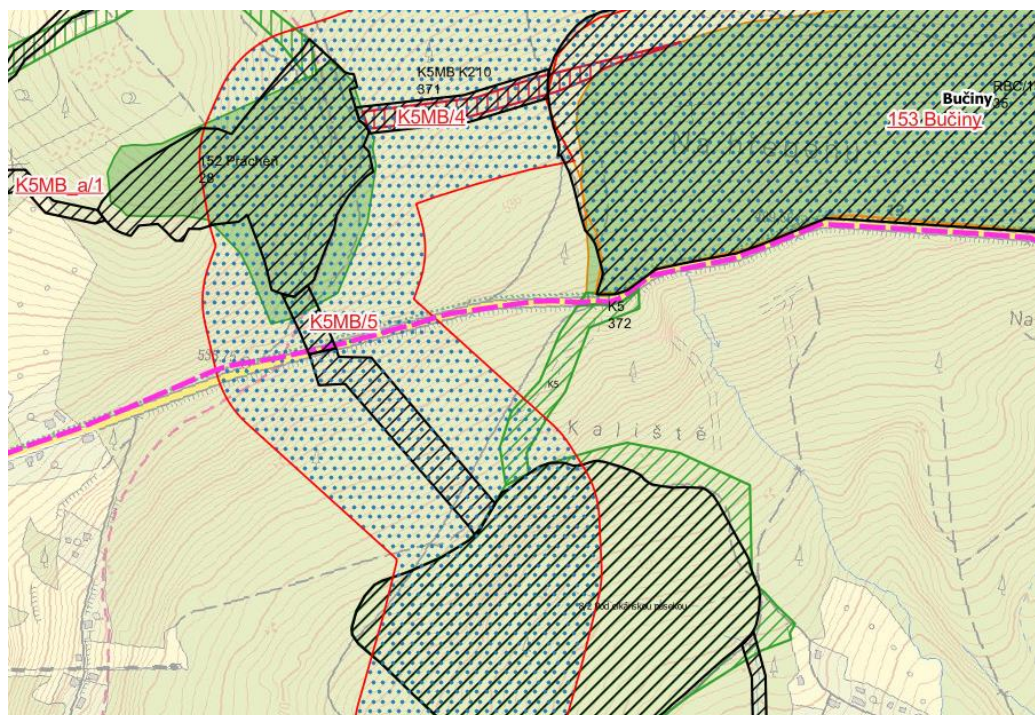 K5MB K210
371
K5MB/4
Bučiny
RBC/1
35
153 Bučiny
152 Prácheň
28
K5MB_a/1
K5MB/5
K5
372
Na
K5
Kaliště